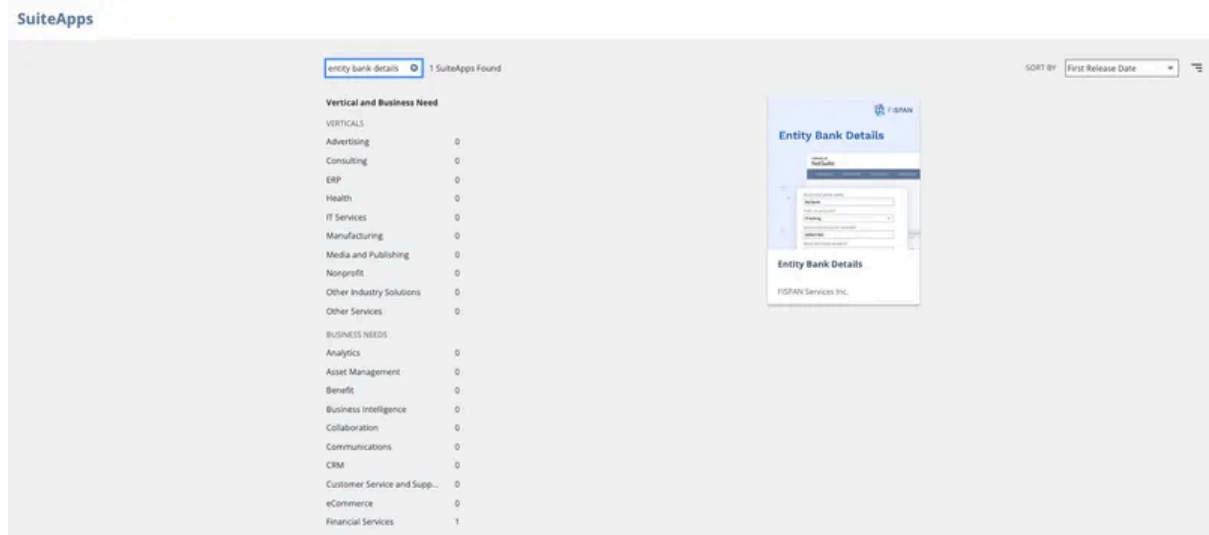 SuiteApps
entity bank details
1 SuiteApps Found
SORT BY
First Release Date
Vertical and Business Need
VERTICALS
Advertising 0
Consulting 0
ERP 0
Health 0
IT Services 0
Manufacturing 0
Media and Publishing 0
Nonprofit 0
Other Industry Solutions 0
Other Services 0
BUSINESS NEEDS
Analytics 0
Asset Management 0
Benefit 0
Business Intelligence 0
Collaboration 0
Communications 0
CRM 0
Customer Service and Supp... 0
eCommerce 0
Financial Services 1
FISPAN
Entity Bank Details
NetSuite
Entity Bank Details
FISPAN Services Inc.